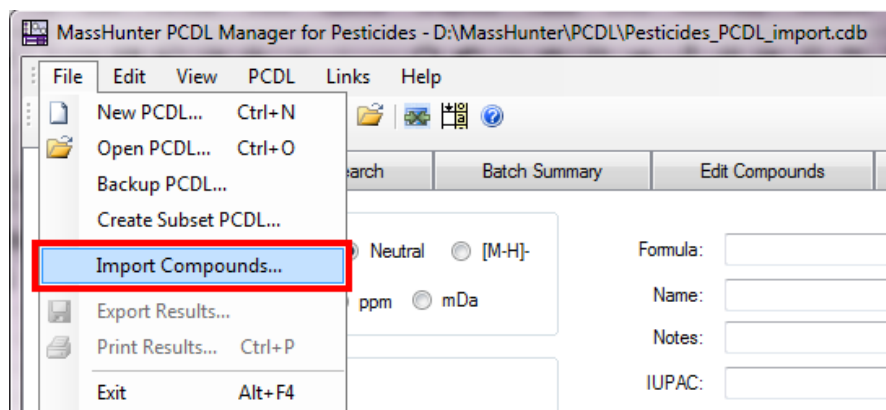 MassHunter PCDL Manager for Pesticides - D:\MassHunter\PCDL\Pesticides_PCDL_import.cdb
File Edit View PCDL Links Help
New PCDL... Ctrl+N
Open PCDL... Ctrl+O
Backup PCDL...
arch Batch Summary Edit Compounds
Create Subset PCDL...
Import Compounds... Neutral [M-H]- Formula:
Export Results... ppm mDa Name:
Print Results... Ctrl+P Notes:
Exit Alt+F4 IUPAC: